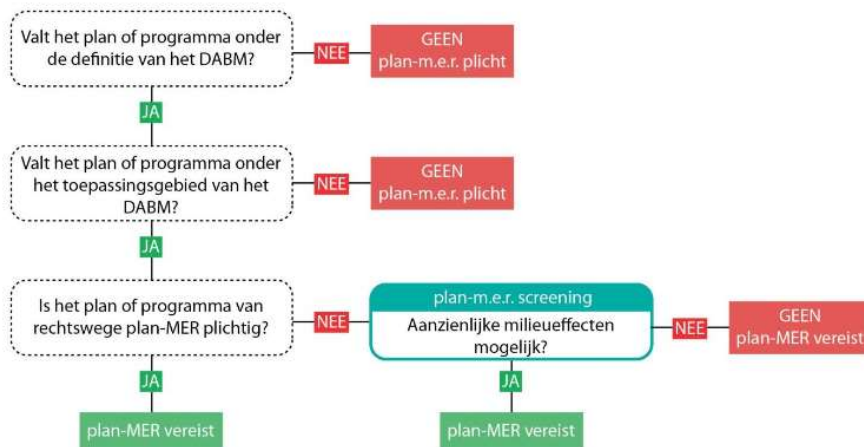 Valt het plan of programma onder
de definitie van het DABM?
NEE
GEEN
plan-m.e.r. plicht
JA
Valt het plan of programma onder
het toepassingsgebied van het
DABM?
NEE
GEEN
plan-m.e.r. plicht
JA
Is het plan of programma van
rechtswege plan-MER plichtig?
NEE
plan-m.e.r. screening
Aanzienlijke milieueffecten
mogelijk?
NEE
GEEN
plan-MER vereist
JA
plan-MER vereist
JA
plan-MER vereist